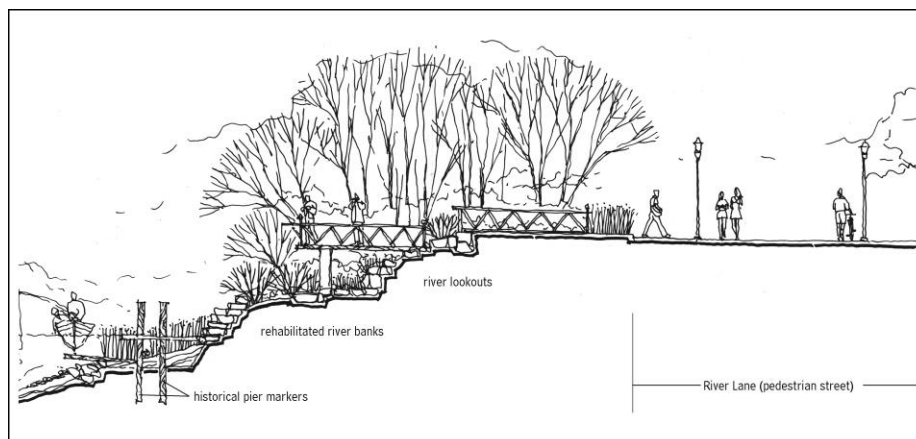 river lookouts
rehabilitated river banks
historical pier markers
River Lane (pedestrian street)